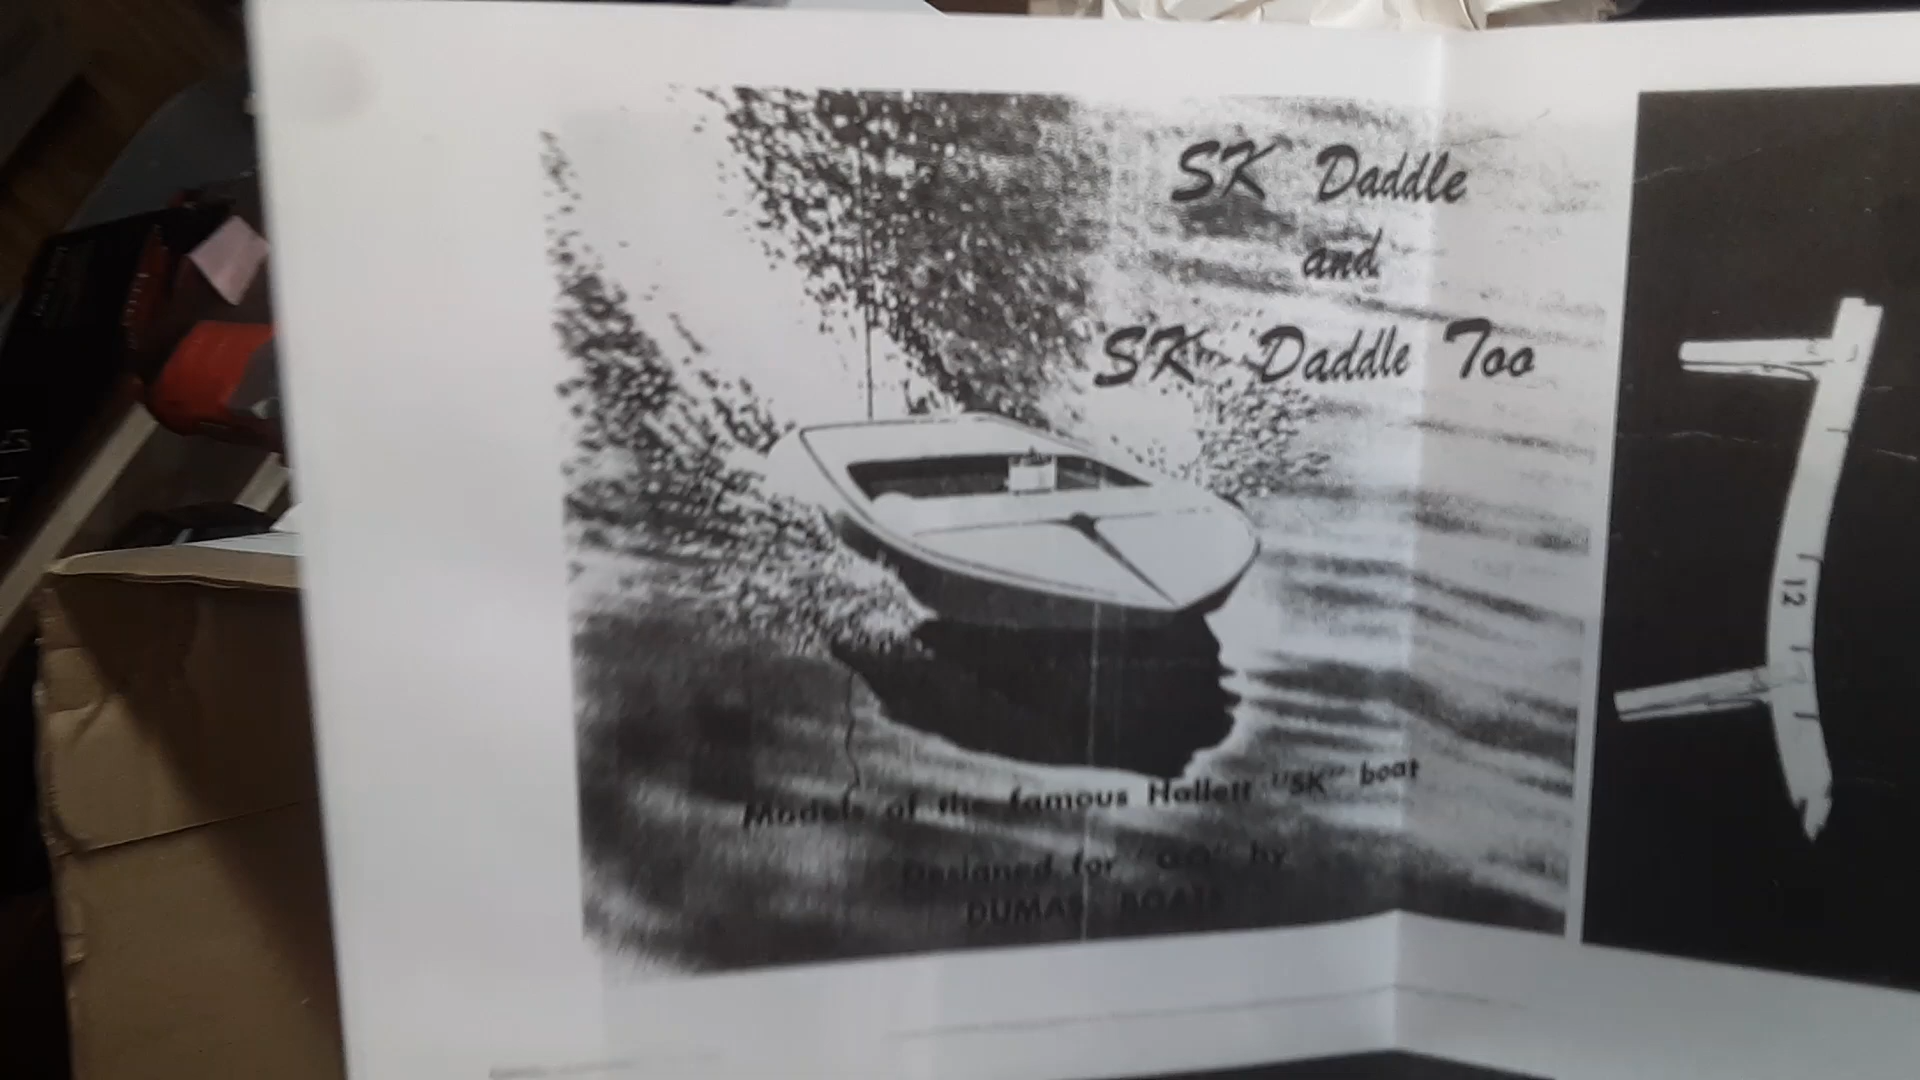 SK Daddle
and
SK Daddle Too
Models of the famous Hallett "SK" boat
Designed for "GO" by
DUMAS BOATS
12